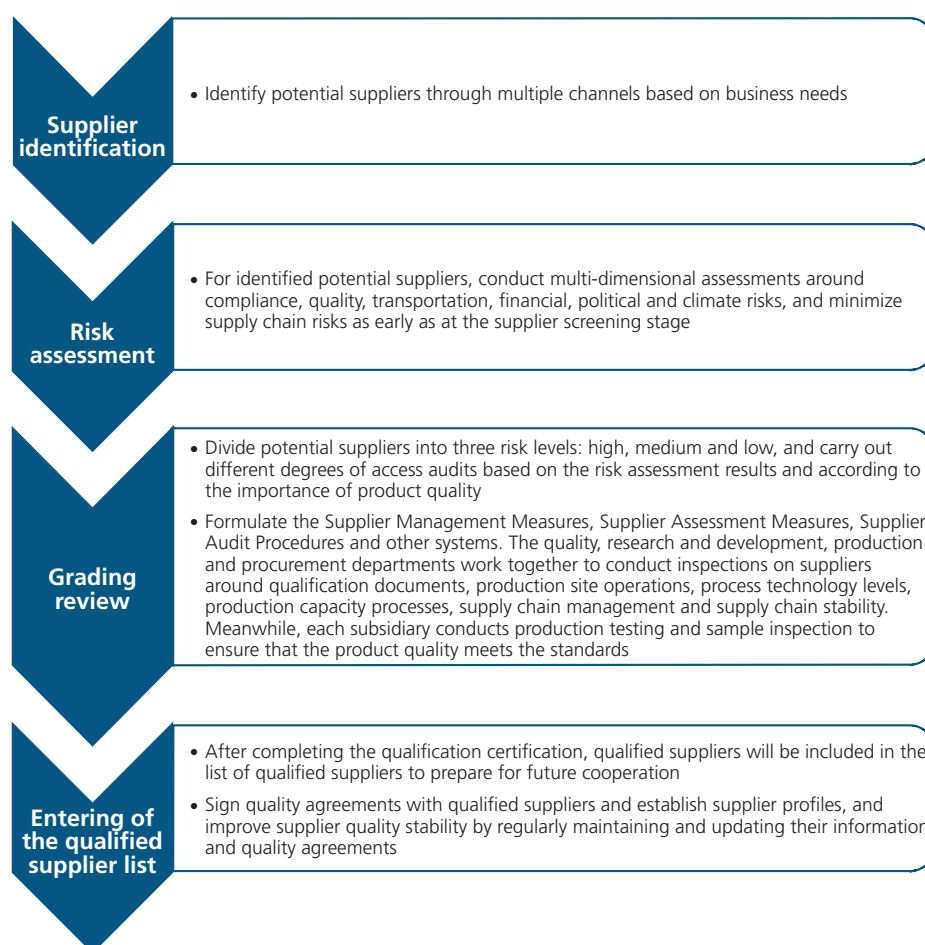 Supplier
identification
• Identify potential suppliers through multiple channels based on business needs
Risk
assessment
• For identified potential suppliers, conduct multi-dimensional assessments around
compliance, quality, transportation, financial, political and climate risks, and minimize
supply chain risks as early as at the supplier screening stage
Grading
review
• Divide potential suppliers into three risk levels: high, medium and low, and carry out
different degrees of access audits based on the risk assessment results and according to
the importance of product quality
• Formulate the Supplier Management Measures, Supplier Assessment Measures, Supplier
Audit Procedures and other systems. The quality, research and development, production
and procurement departments work together to conduct inspections on suppliers
around qualification documents, production site operations, process technology levels,
production capacity processes, supply chain management and supply chain stability.
Meanwhile, each subsidiary conducts production testing and sample inspection to
ensure that the product quality meets the standards
Entering of
the qualified
supplier list
• After completing the qualification certification, qualified suppliers will be included in the
list of qualified suppliers to prepare for future cooperation
• Sign quality agreements with qualified suppliers and establish supplier profiles, and
improve supplier quality stability by regularly maintaining and updating their information
and quality agreements